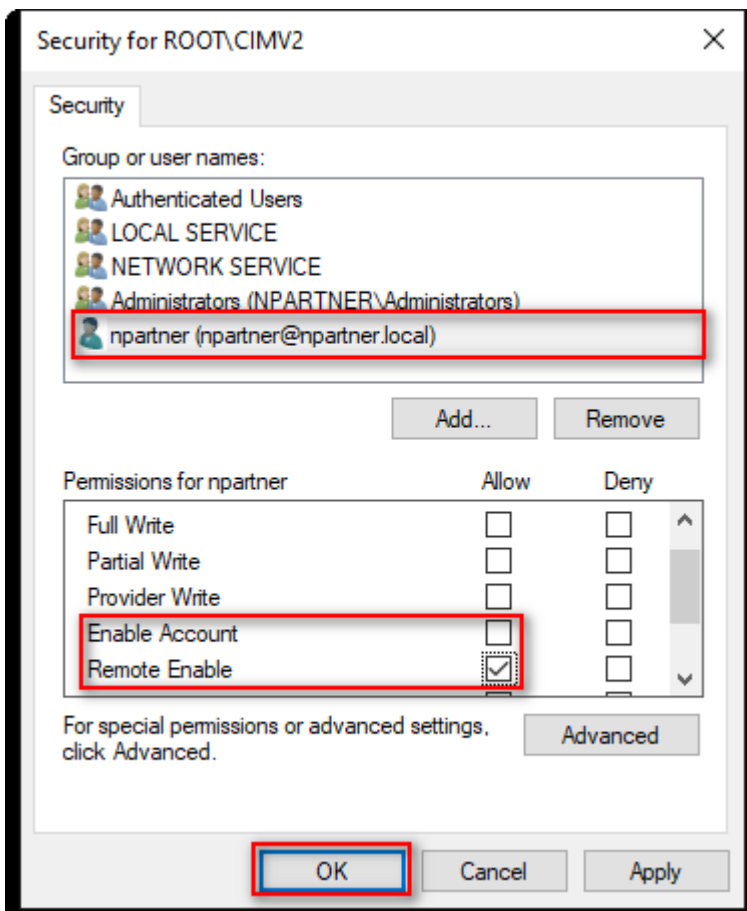 Security for ROOT\CIMV2
Security
Group or user names:
Authenticated Users
LOCAL SERVICE
NETWORK SERVICE
Administrators (NPARTNER\Administrators)
npartner (npartner@npartner.local)
Add... Remove
Permissions for npartner Allow Deny
Full Write
Partial Write
Provider Write
Enable Account
Remote Enable
For special permissions or advanced settings,
click Advanced.
Advanced
OK Cancel Apply